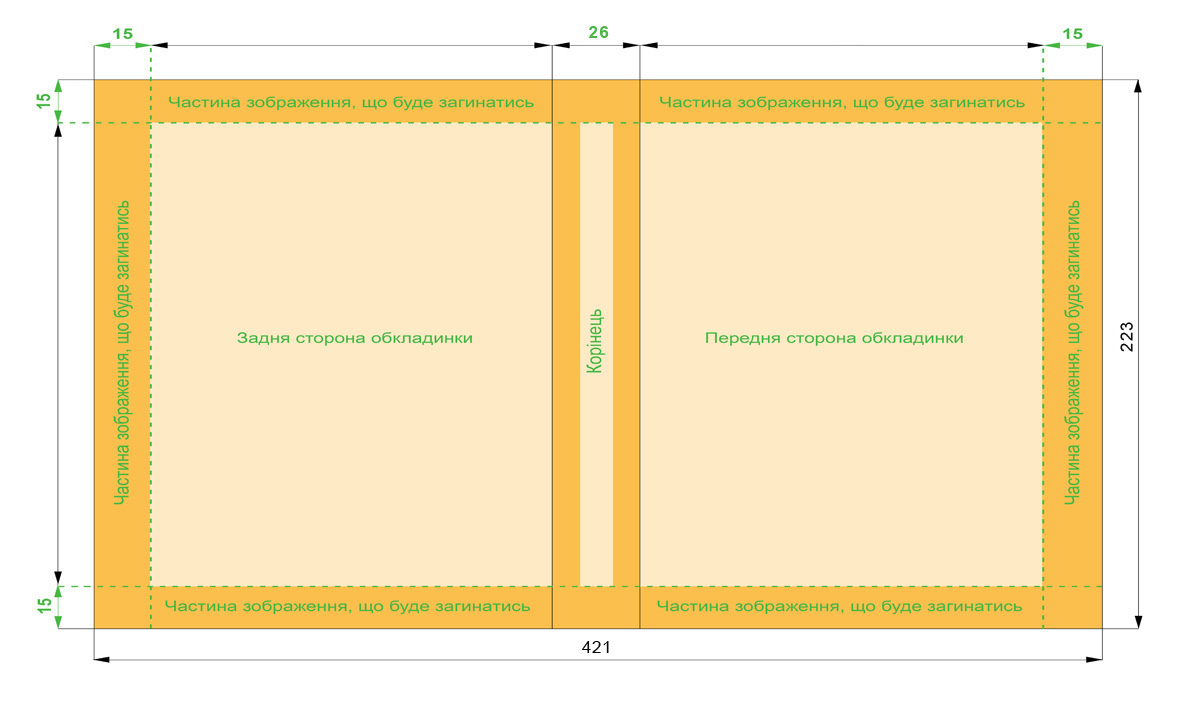 15
26
15
15
Частина зображення, що буде загинатись
Частина зображення, що буде загинатись
Частина зображення, що буде загинатись
Задня сторона обкладинки
Корінець
Передня сторона обкладинки
Частина зображення, що буде загинатись
223
15
Частина зображення, що буде загинатись
Частина зображення, що буде загинатись
421